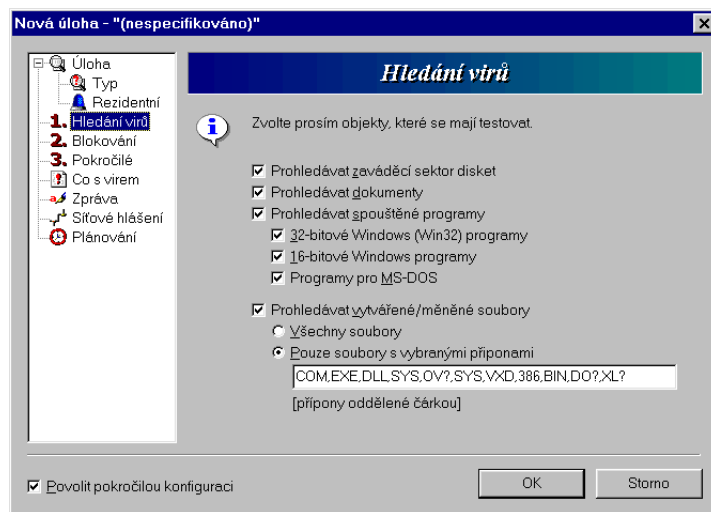 Nová úloha - "(nespecifikováno)"
Úloha
Typ
Rezidentní
1. Hledání virů
2. Blokování
3. Pokročilé
Co s virem
Zpráva
Síťové hlášení
Plánování
Hledání virů
Zvolte prosím objekty, které se mají testovat.
Prohledávat zaváděcí sektor disket
Prohledávat dokumenty
Prohledávat spouštěné programy
32-bitové Windows (Win32) programy
16-bitové Windows programy
Programy pro MS-DOS
Prohledávat vytvářené/měněné soubory
Všechny soubory
Pouze soubory s vybranými příponami
COM,EXE,DLL,SYS,OV?,SYS,VXD,386,BIN,DO?,XL?
[přípony oddělené čárkou]
Povolit pokročilou konfiguraci
OK
Storno